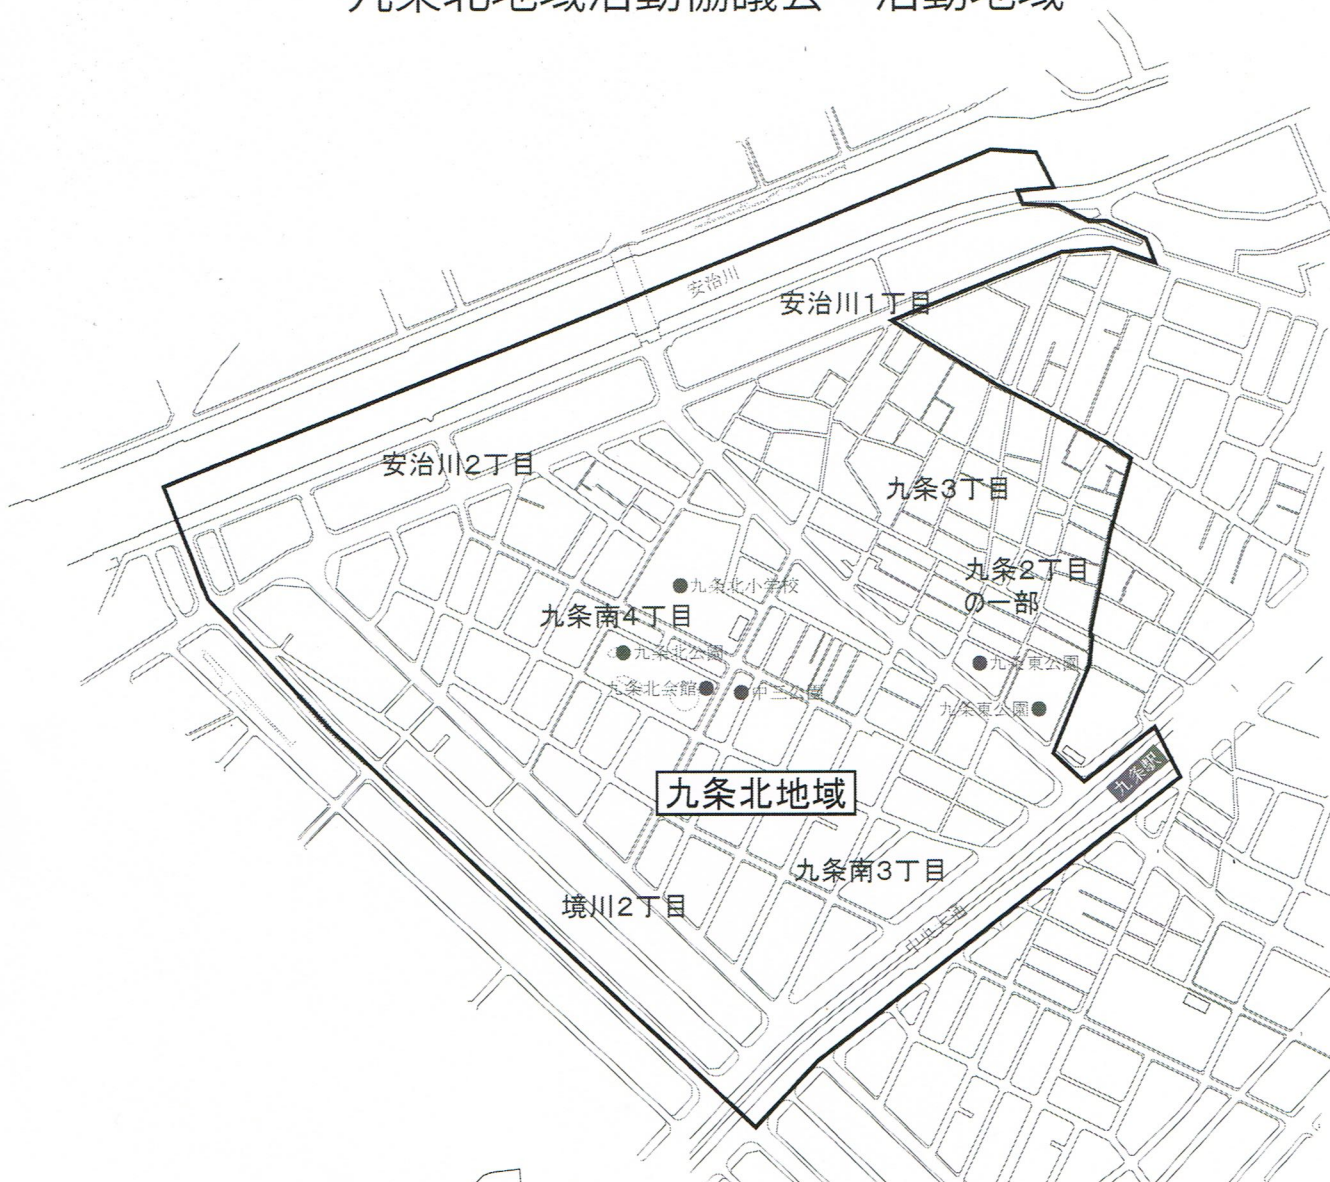 九条北地域活動協議会 活動地域
安治川
安治川1丁目
安治川2丁目
九条3丁目
九条2丁目
の一部
九条北小学校
九条南4丁目
九条北公園
九条東公園
九条北会館
中三公園
九条東公園
九条駅
九条北地域
九条南3丁目
境川2丁目
中央大通